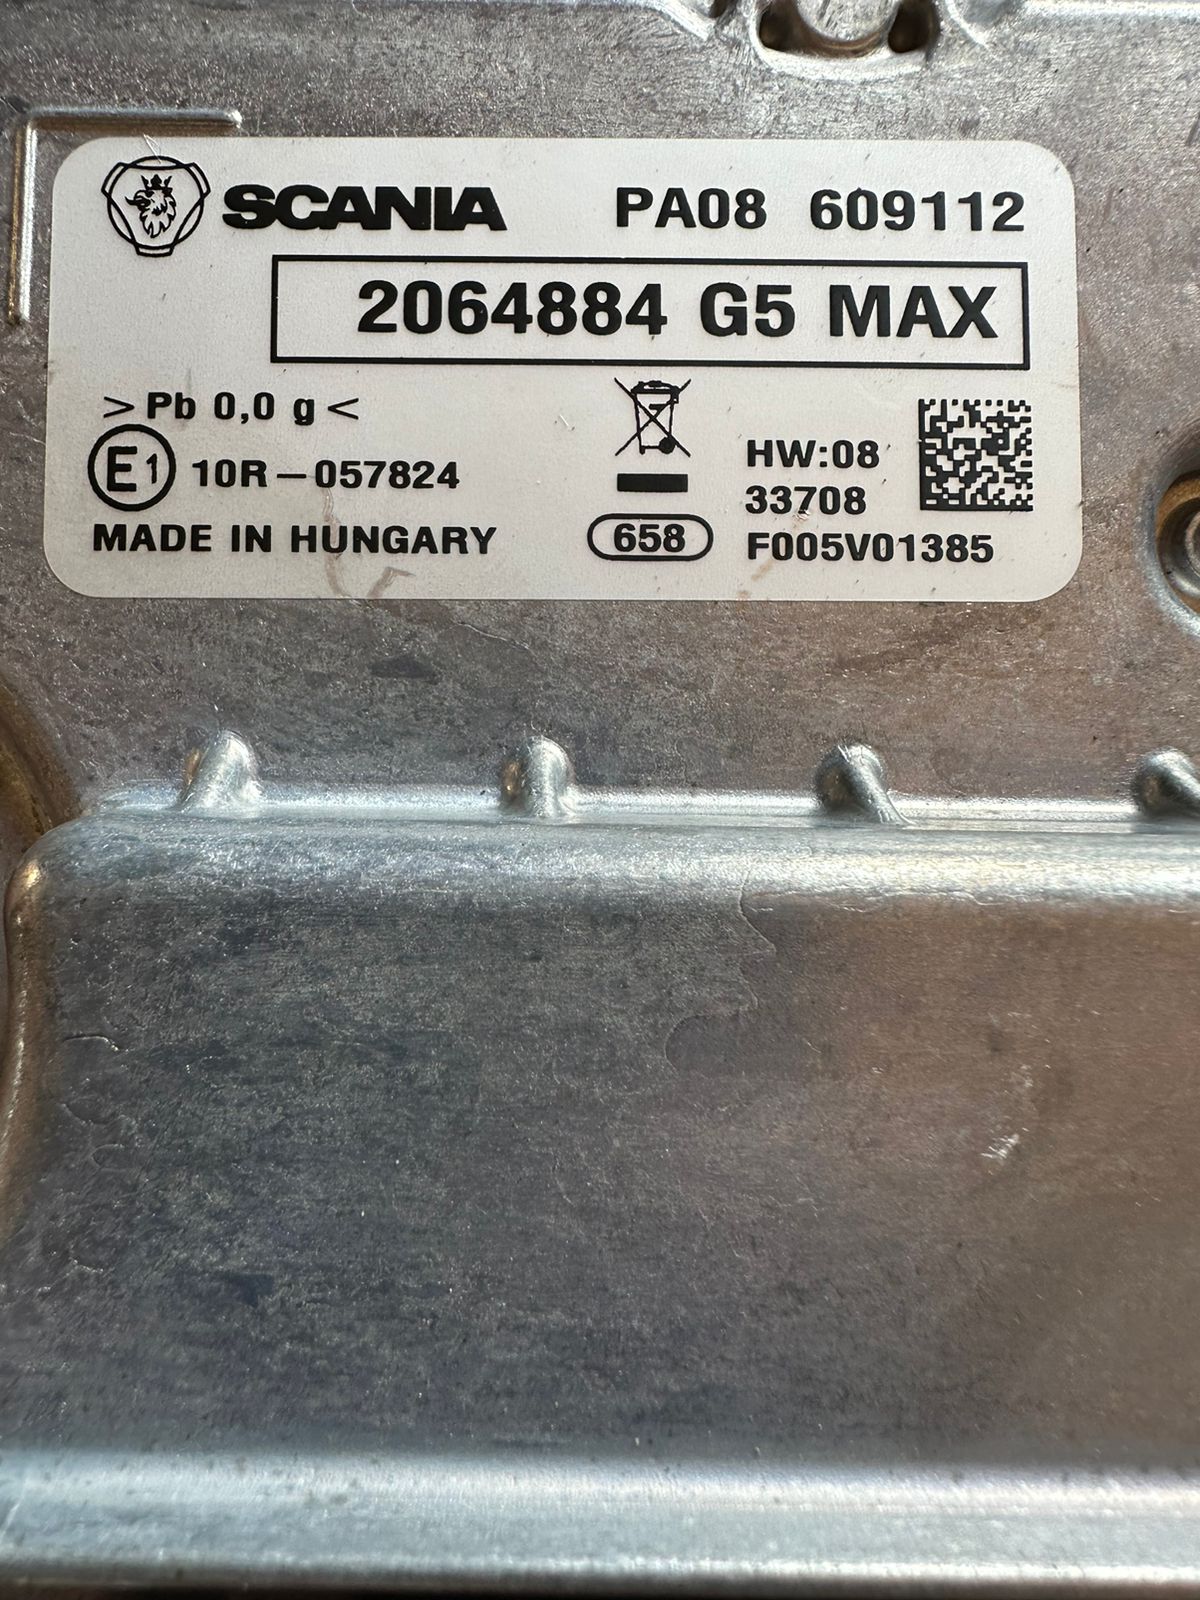 SCANIA PA08 609112
2064884 G5 MAX
>Pb 0,0 g<
E1 10R-057824
MADE IN HUNGARY
658
HW:08
33708
F005V01385